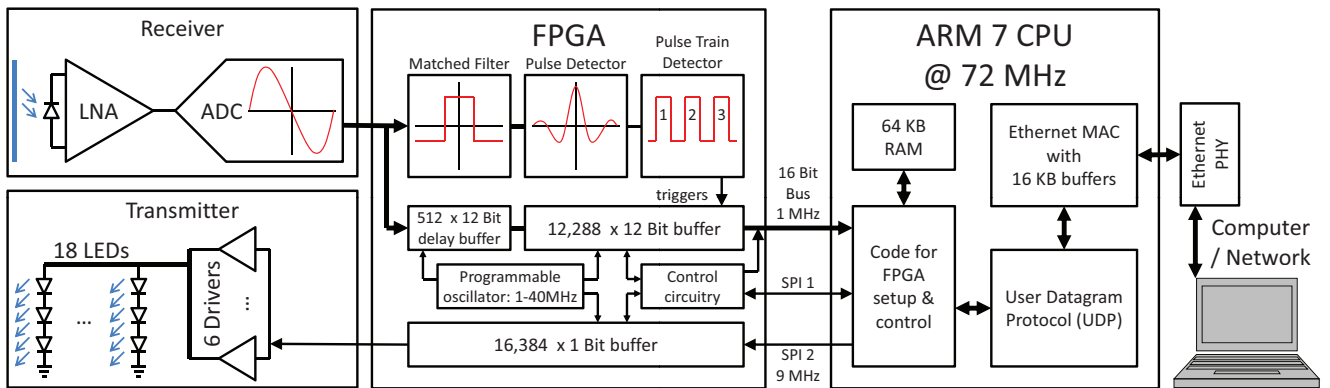 Receiver
LNA
ADC
Transmitter
18 LEDs
...
6 Drivers
...
FPGA
Matched Filter
Pulse Detector
Pulse Train
Detector
1 2 3
triggers
512 x 12 Bit
delay buffer
12,288 x 12 Bit buffer
Programmable
oscillator: 1-40MHz
Control
circuitry
16,384 x 1 Bit buffer
16 Bit
Bus
1 MHz
SPI 1
SPI 2
9 MHz
ARM 7 CPU
@ 72 MHz
64 KB
RAM
Ethernet MAC
with
16 KB buffers
Code for
FPGA
setup &
control
User Datagram
Protocol (UDP)
Ethernet
PHY
Computer
/ Network